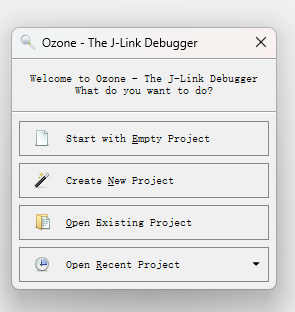 Ozone - The J-Link Debugger
Welcome to Ozone - The J-Link Debugger
What do you want to do?
Start with Empty Project
Create New Project
Open Existing Project
Open Recent Project